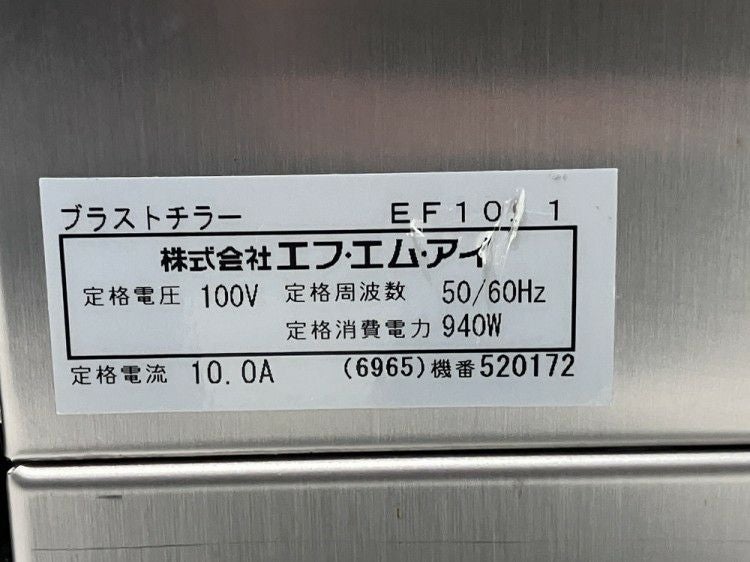 ブラストチラー
株式会社 エフ・エム・アイ
定格電圧 100V 定格周波数 50/60Hz
定格消費電力 940W
定格電流 10.0A (6965)機番520172